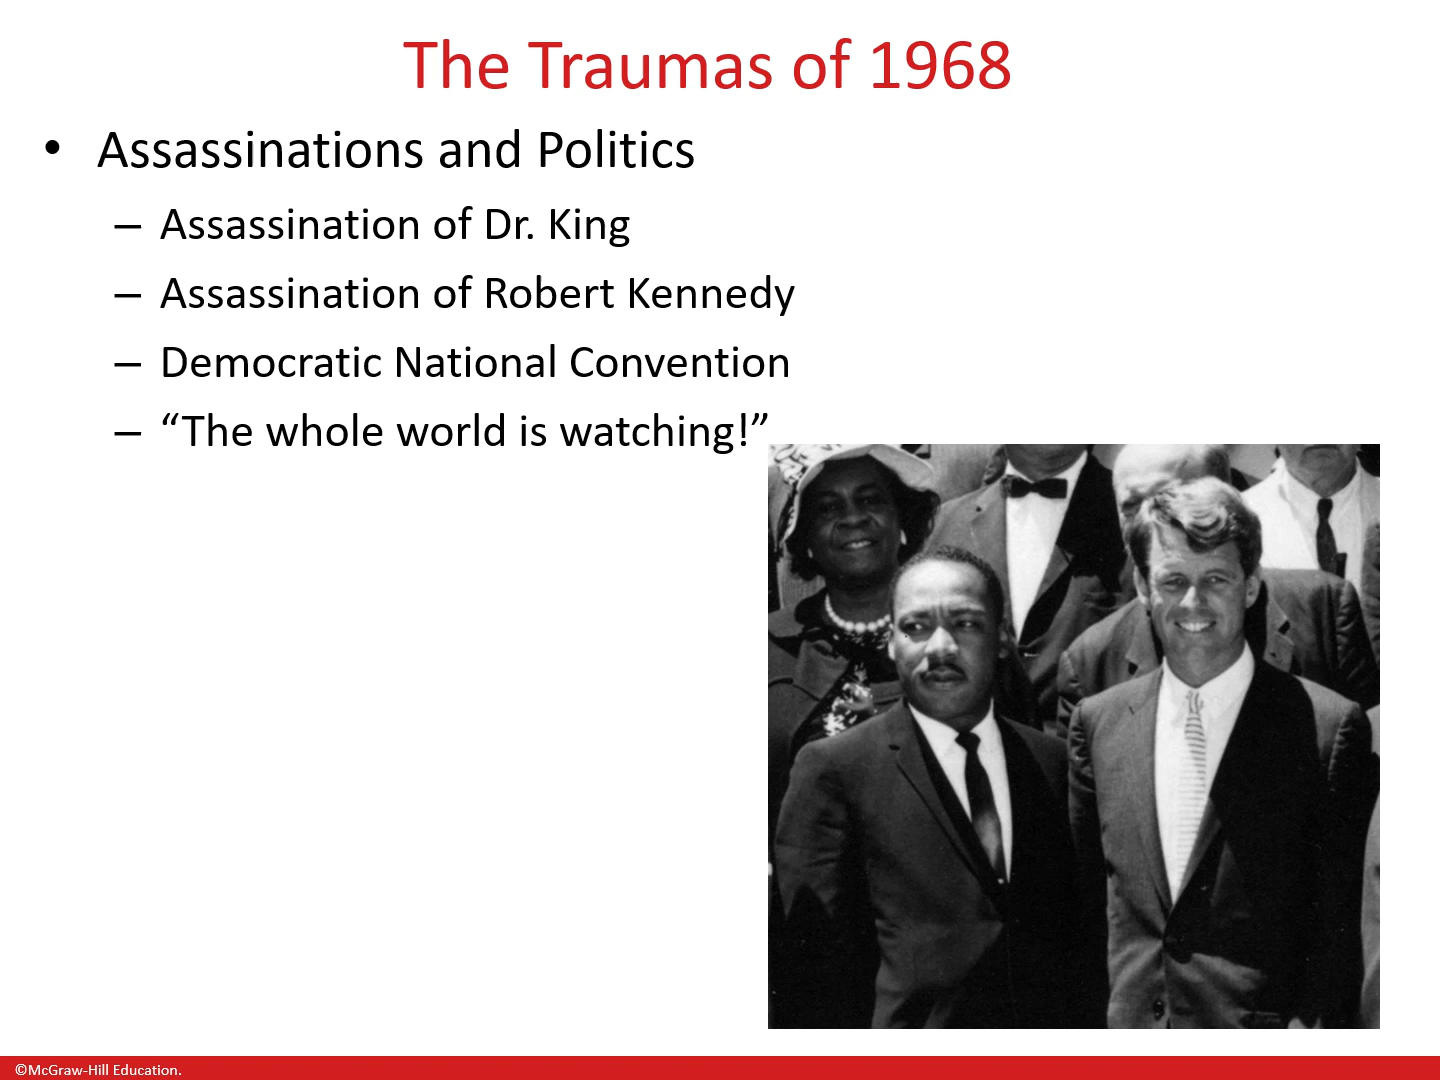 The Traumas of 1968
• Assassinations and Politics
– Assassination of Dr. King
– Assassination of Robert Kennedy
– Democratic National Convention
– “The whole world is watching!”
©McGraw-Hill Education.